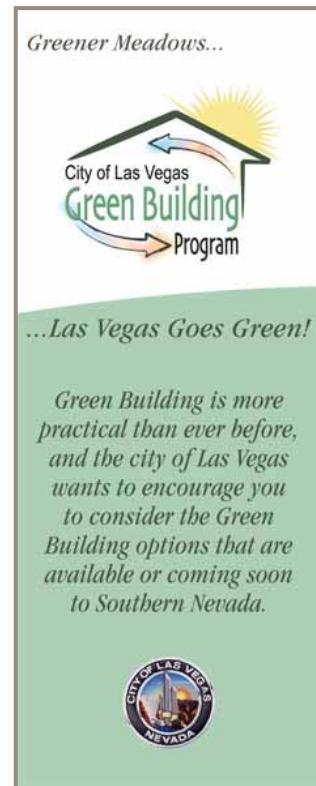 Greener Meadows...
City of Las Vegas
Green Building
Program
...Las Vegas Goes Green!
Green Building is more
practical than ever before,
and the city of Las Vegas
wants to encourage you
to consider the Green
Building options that are
available or coming soon
to Southern Nevada.
CITY OF LAS VEGAS
NEVADA